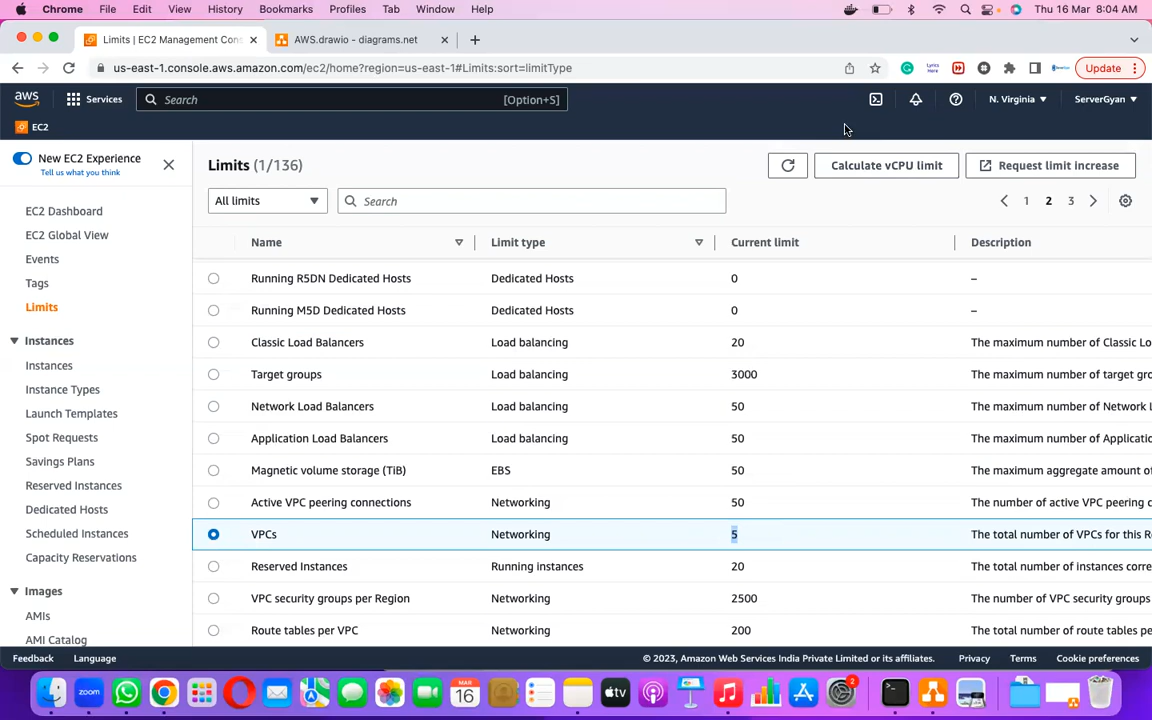 Chrome File Edit View History Bookmarks Profiles Tab Window Help Thu 16 Mar 8:04 AM
Limits | EC2 Management Cons AWS.drawio - diagrams.net
us-east-1.console.aws.amazon.com/ec2/home?region=us-east-1#Limits:sort=limitType Update
aws Services Search [Option+S] N. Virginia ServerGyan
EC2
New EC2 Experience
Tell us what you think
EC2 Dashboard
EC2 Global View
Events
Tags
Limits
Instances
Instances
Instance Types
Launch Templates
Spot Requests
Savings Plans
Reserved Instances
Dedicated Hosts
Scheduled Instances
Capacity Reservations
Images
AMIs
AMI Catalog
Limits (1/136) Calculate vCPU limit Request limit increase
All limits Search 1 2 3
Name Limit type Current limit Description
Running R5DN Dedicated Hosts Dedicated Hosts 0 –
Running M5D Dedicated Hosts Dedicated Hosts 0 –
Classic Load Balancers Load balancing 20 The maximum number of Classic Lo
Target groups Load balancing 3000 The maximum number of target gro
Network Load Balancers Load balancing 50 The maximum number of Network L
Application Load Balancers Load balancing 50 The maximum number of Applicatio
Magnetic volume storage (TiB) EBS 50 The maximum aggregate amount of
Active VPC peering connections Networking 50 The number of active VPC peering c
VPCs Networking 5 The total number of VPCs for this R
Reserved Instances Running instances 20 The total number of instances corre
VPC security groups per Region Networking 2500 The number of VPC security groups
Route tables per VPC Networking 200 The total number of route tables pe
Feedback Language © 2023, Amazon Web Services India Private Limited or its affiliates. Privacy Terms Cookie preferences
zoom MAR 16 tv 2